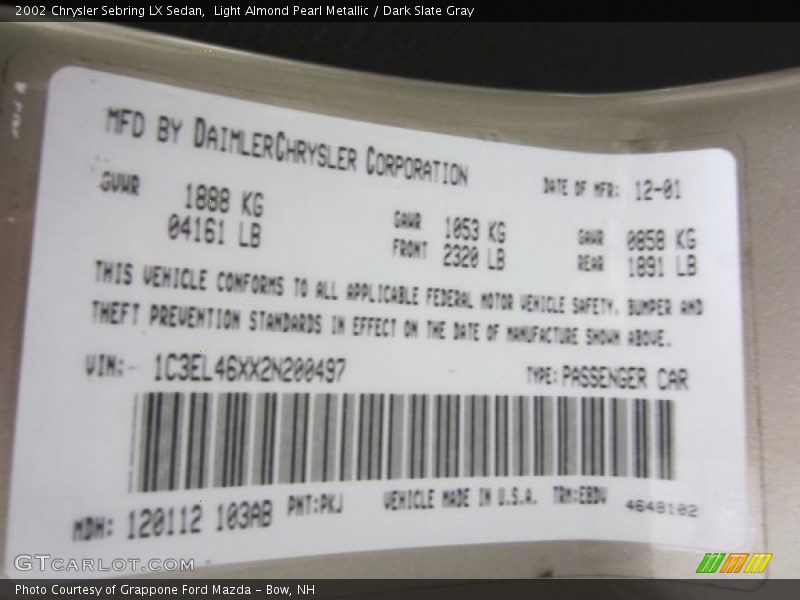 2002 Chrysler Sebring LX Sedan,  Light Almond Pearl Metallic / Dark Slate Gray
MFD BY DAIMLERCHRYSLER CORPORATION
DATE OF MFR: 12-01
GVWR 1888 KG
04161 LB
GAWR FRONT 1053 KG
2320 LB
GAWR REAR 0858 KG
1891 LB
THIS VEHICLE CONFORMS TO ALL APPLICABLE FEDERAL MOTOR VEHICLE SAFETY, BUMPER AND
THEFT PREVENTION STANDARDS IN EFFECT ON THE DATE OF MANUFACTURE SHOWN ABOVE.
VIN:- 1C3EL46XX2N200497 TYPE: PASSENGER CAR
MDH: 120112 103AB PNT:PKJ VEHICLE MADE IN U.S.A. TRM:EBDV 4648102
GTCARLOT.COM
Photo Courtesy of Grappone Ford Mazda - Bow, NH